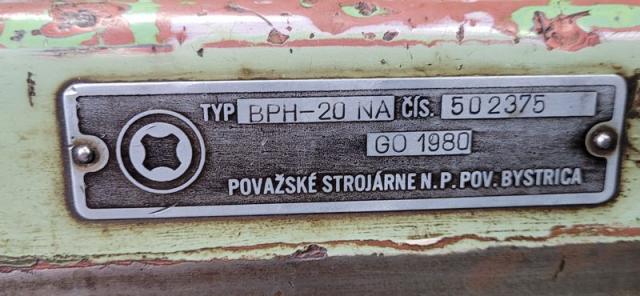 TYP BPH-20 NA ČÍS. 502375
GO 1980
POVAŽSKÉ STROJÁRNE N. P. POV. BYSTRICA